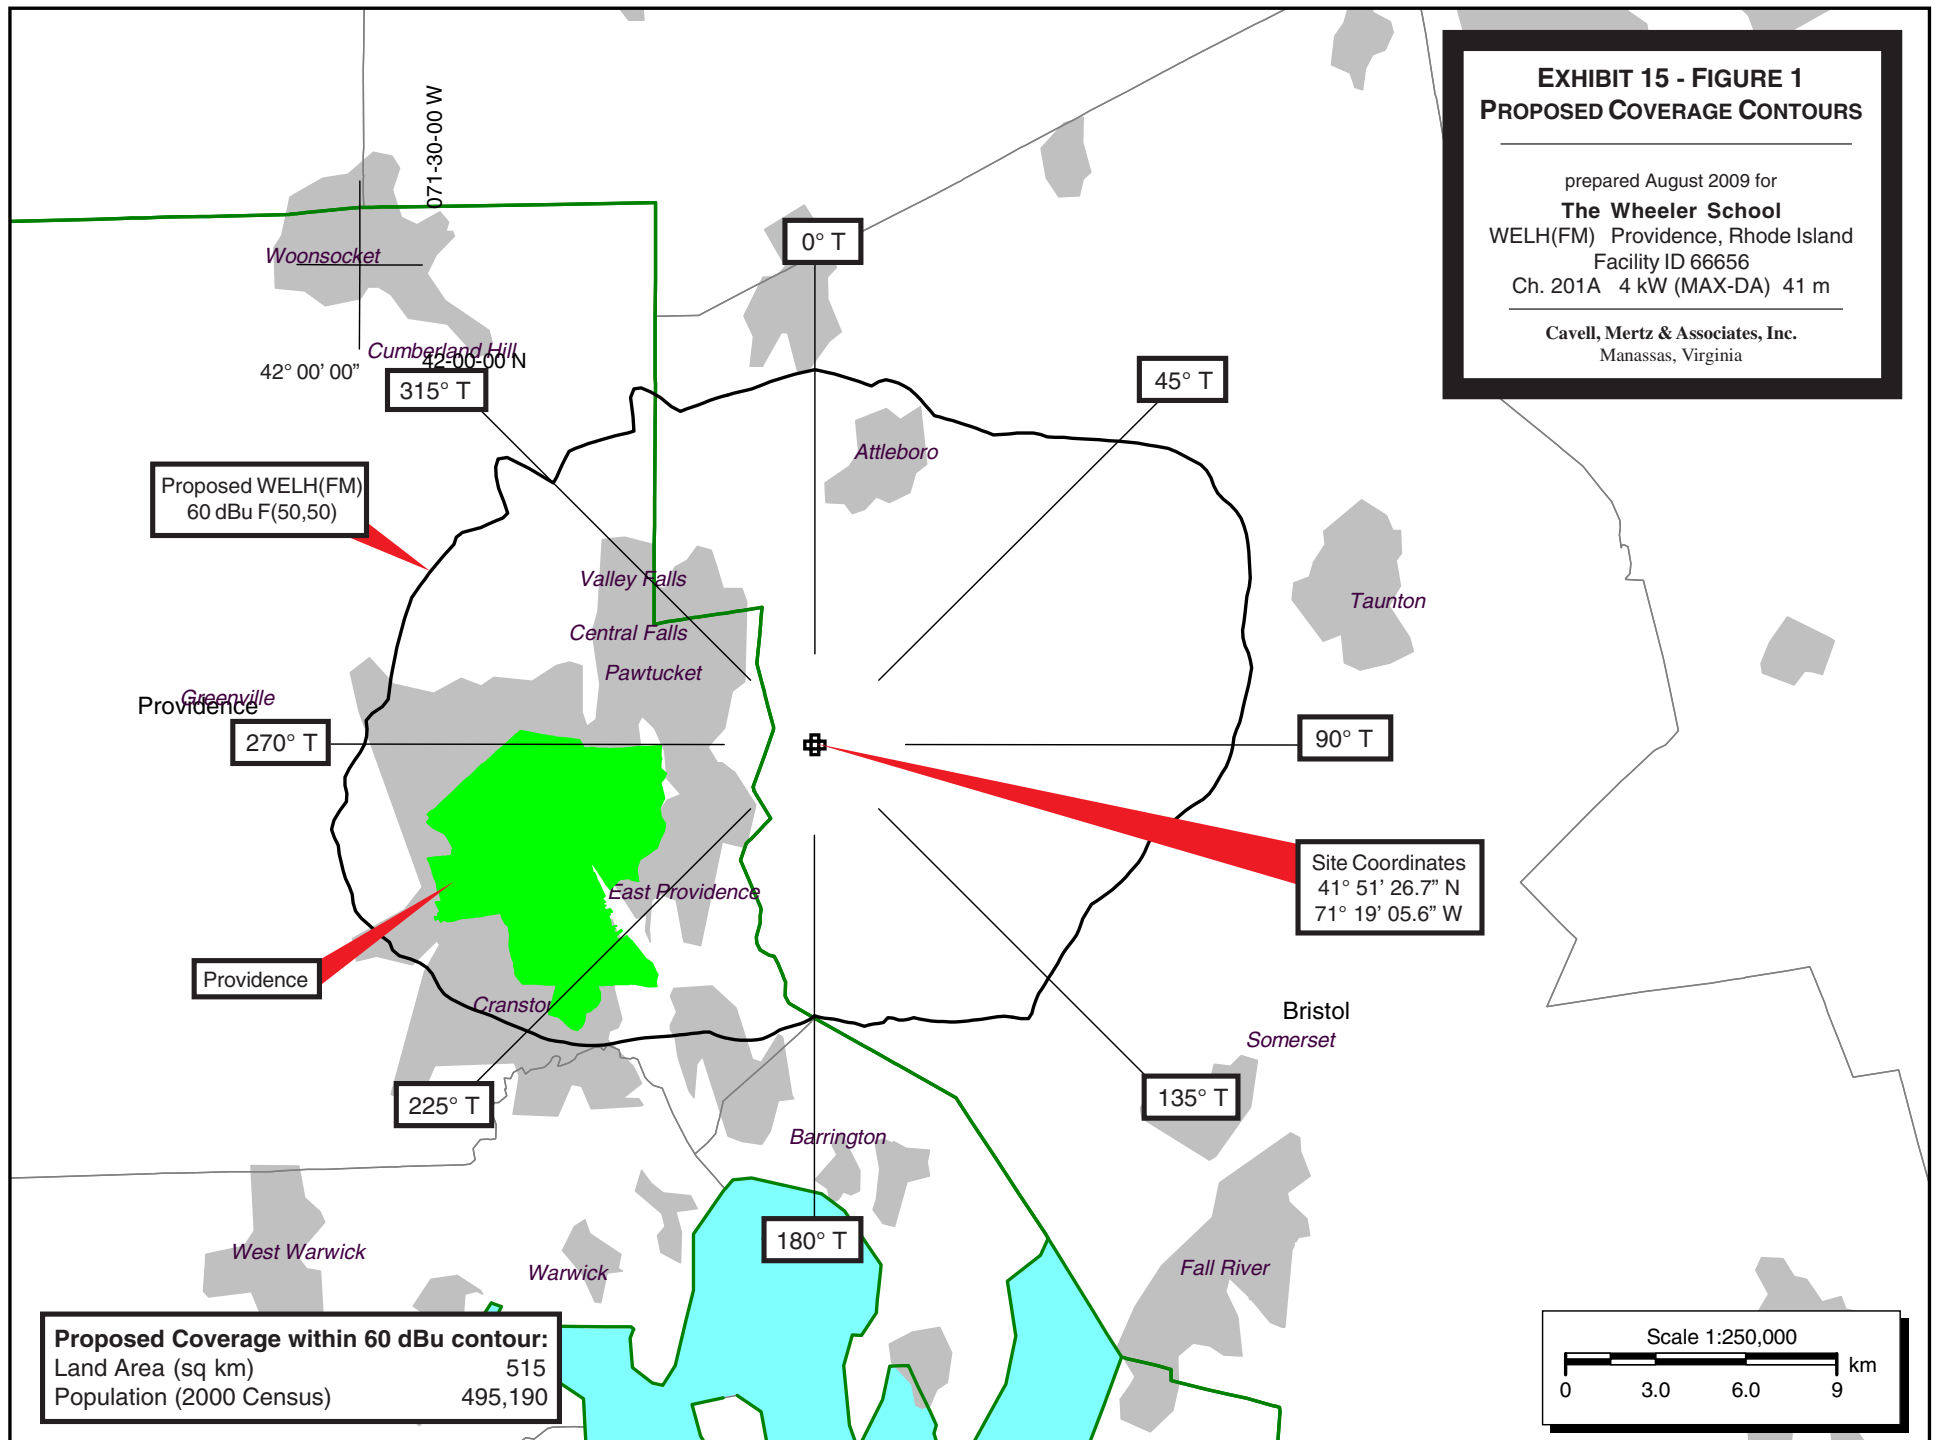 EXHIBIT 15 - FIGURE 1
PROPOSED COVERAGE CONTOURS
prepared August 2009 for
The Wheeler School
WELH(FM) Providence, Rhode Island
Facility ID 66656
Ch. 201A 4 kW (MAX-DA) 41 m
Cavell, Mertz & Associates, Inc.
Manassas, Virginia
071-30-00 W
0° T
Woonsocket
Cumberland Hill
42-00-00 N
42° 00' 00”
315° T
45° T
Attleboro
Proposed WELH(FM)
60 dBu F(50,50)
Valley Falls
Taunton
Central Falls
Pawtucket
Greenville
Providence
270° T
90° T
Site Coordinates
41° 51' 26.7” N
71° 19' 05.6” W
East Providence
Providence
Cranston
Bristol
Somerset
225° T
135° T
Barrington
180° T
West Warwick
Warwick
Fall River
Proposed Coverage within 60 dBu contour:
Land Area (sq km) 515
Population (2000 Census) 495,190
Scale 1:250,000
km
0 3.0 6.0 9